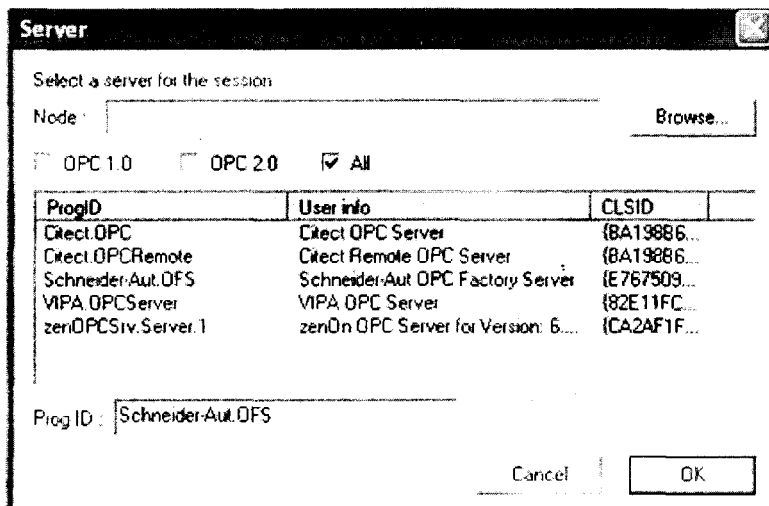 Server
Select a server for the session
Node :
Browse...
OPC 1.0 OPC 2.0 All
ProgID User info CLSID
Citect.OPC Citect OPC Server {BA198B6...
Citect.OPCRemote Citect Remote OPC Server {BA198B6...
Schneider-Aut.OFS Schneider-Aut OPC Factory Server {E767509...
VIPA.OPCServer VIPA OPC Server {82E11FC...
zenOPCSrv.Server.1 zenOn OPC Server for Version: 6.... {CA2AF1F...
Prog ID : Schneider-Aut.OFS
Cancel OK